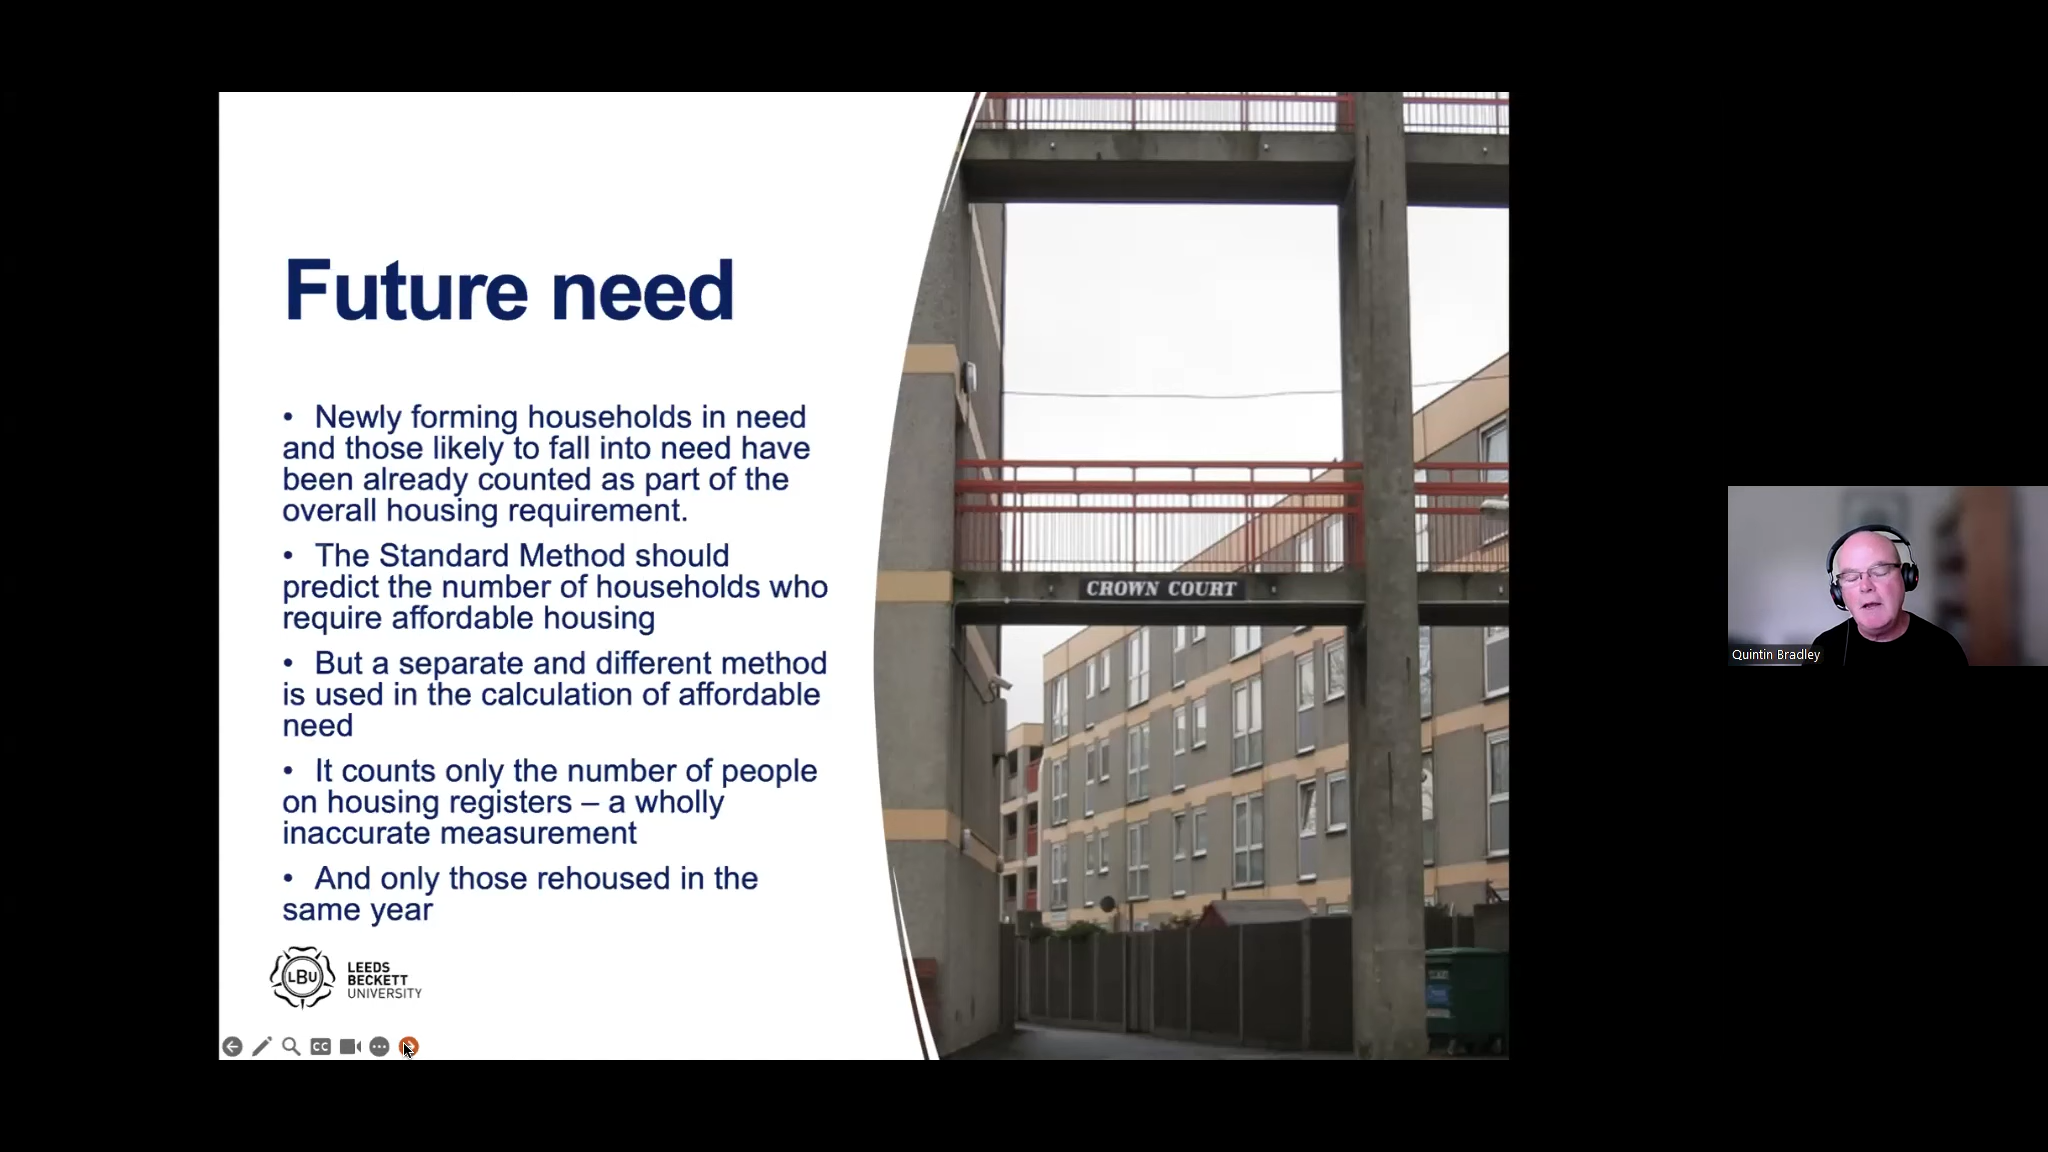 Future need
• Newly forming households in need
and those likely to fall into need have
been already counted as part of the
overall housing requirement.
• The Standard Method should
predict the number of households who
require affordable housing
• But a separate and different method
is used in the calculation of affordable
need
• It counts only the number of people
on housing registers – a wholly
inaccurate measurement
• And only those rehoused in the
same year
LBU
LEEDS
BECKETT
UNIVERSITY
CC
CROWN COURT
Quintin Bradley